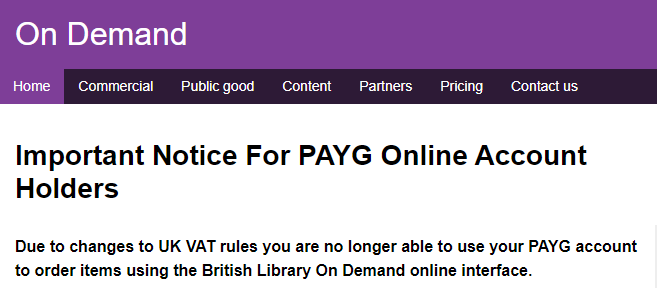 On Demand
Home Commercial Public good Content Partners Pricing Contact us
Important Notice For PAYG Online Account
Holders
Due to changes to UK VAT rules you are no longer able to use your PAYG account
to order items using the British Library On Demand online interface.